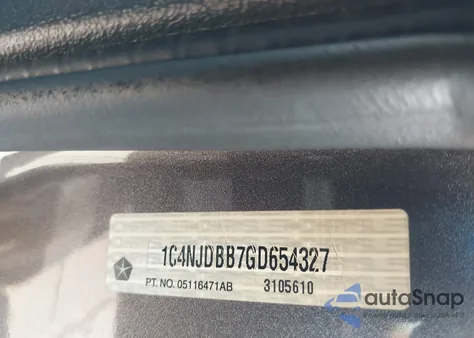 1C4NJDBB7GD654327
PT. NO. 05116471AB 3105610
autoSnap